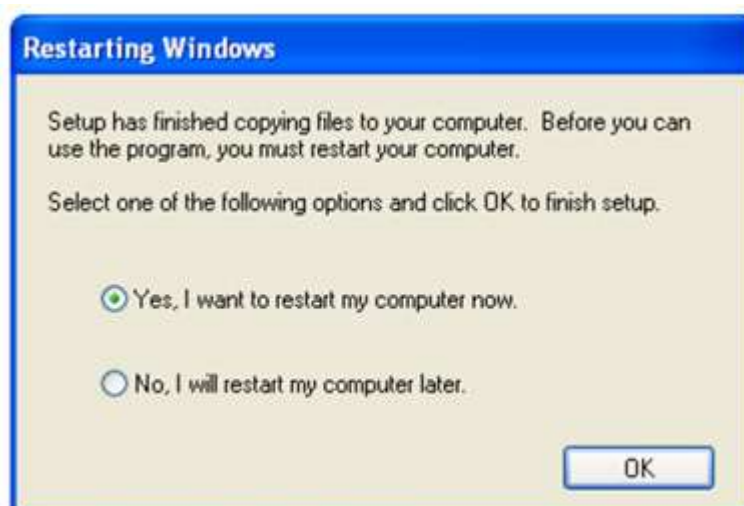 Restarting Windows
Setup has finished copying files to your computer.  Before you can
use the program, you must restart your computer.
Select one of the following options and click OK to finish setup.
Yes, I want to restart my computer now.
No, I will restart my computer later.
OK